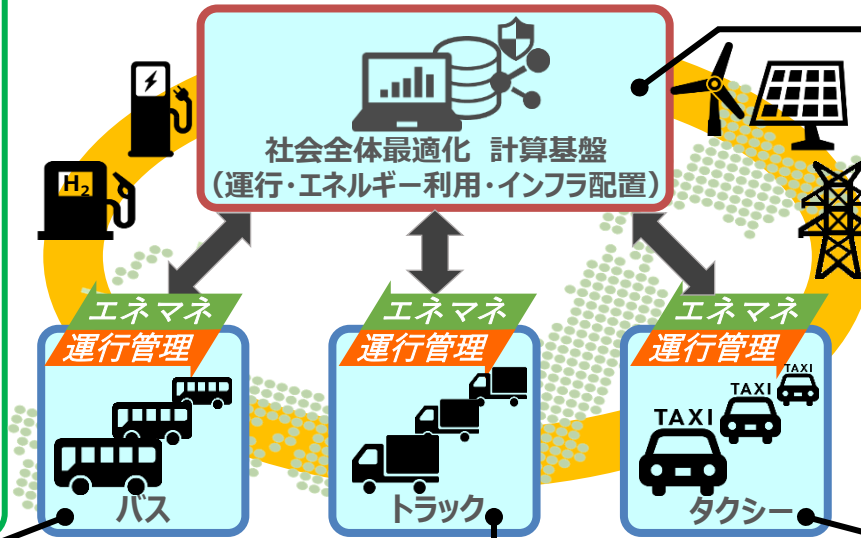 社会全体最適化 計算基盤
(運行・エネルギー利用・インフラ配置)
H₂
エネマネ
運行管理
バス
エネマネ
運行管理
トラック
エネマネ
運行管理
TAXI
TAXI
TAXI
タクシー